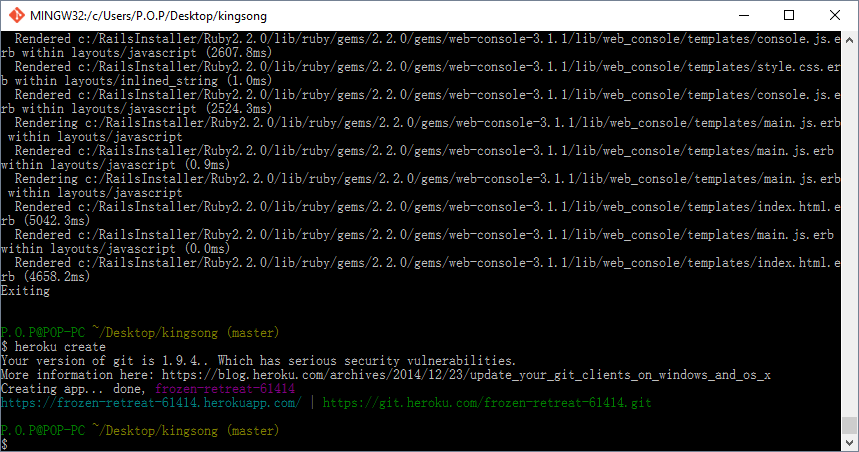 MINGW32:/c/Users/P.O.P/Desktop/kingsong
Rendered c:/RailsInstaller/Ruby2.2.0/lib/ruby/gems/2.2.0/gems/web-console-3.1.1/lib/web_console/templates/console.js.e
rb within layouts/javascript (2607.8ms)
Rendered c:/RailsInstaller/Ruby2.2.0/lib/ruby/gems/2.2.0/gems/web-console-3.1.1/lib/web_console/templates/style.css.er
b within layouts/inlined_string (1.0ms)
Rendered c:/RailsInstaller/Ruby2.2.0/lib/ruby/gems/2.2.0/gems/web-console-3.1.1/lib/web_console/templates/console.js.e
rb within layouts/javascript (2524.3ms)
Rendering c:/RailsInstaller/Ruby2.2.0/lib/ruby/gems/2.2.0/gems/web-console-3.1.1/lib/web_console/templates/main.js.erb
within layouts/javascript
Rendered c:/RailsInstaller/Ruby2.2.0/lib/ruby/gems/2.2.0/gems/web-console-3.1.1/lib/web_console/templates/main.js.erb
within layouts/javascript (0.9ms)
Rendering c:/RailsInstaller/Ruby2.2.0/lib/ruby/gems/2.2.0/gems/web-console-3.1.1/lib/web_console/templates/main.js.erb
within layouts/javascript
Rendered c:/RailsInstaller/Ruby2.2.0/lib/ruby/gems/2.2.0/gems/web-console-3.1.1/lib/web_console/templates/index.html.e
rb (5042.3ms)
Rendered c:/RailsInstaller/Ruby2.2.0/lib/ruby/gems/2.2.0/gems/web-console-3.1.1/lib/web_console/templates/main.js.erb
within layouts/javascript (0.0ms)
Rendered c:/RailsInstaller/Ruby2.2.0/lib/ruby/gems/2.2.0/gems/web-console-3.1.1/lib/web_console/templates/index.html.e
rb (4658.2ms)
Exiting
P.O.P@POP-PC ~/Desktop/kingsong (master)
$ heroku create
Your version of git is 1.9.4.. Which has serious security vulnerabilities.
More information here: https://blog.heroku.com/archives/2014/12/23/update_your_git_clients_on_windows_and_os_x
Creating app... done, frozen-retreat-61414
https://frozen-retreat-61414.herokuapp.com/ | https://git.heroku.com/frozen-retreat-61414.git
P.O.P@POP-PC ~/Desktop/kingsong (master)
$